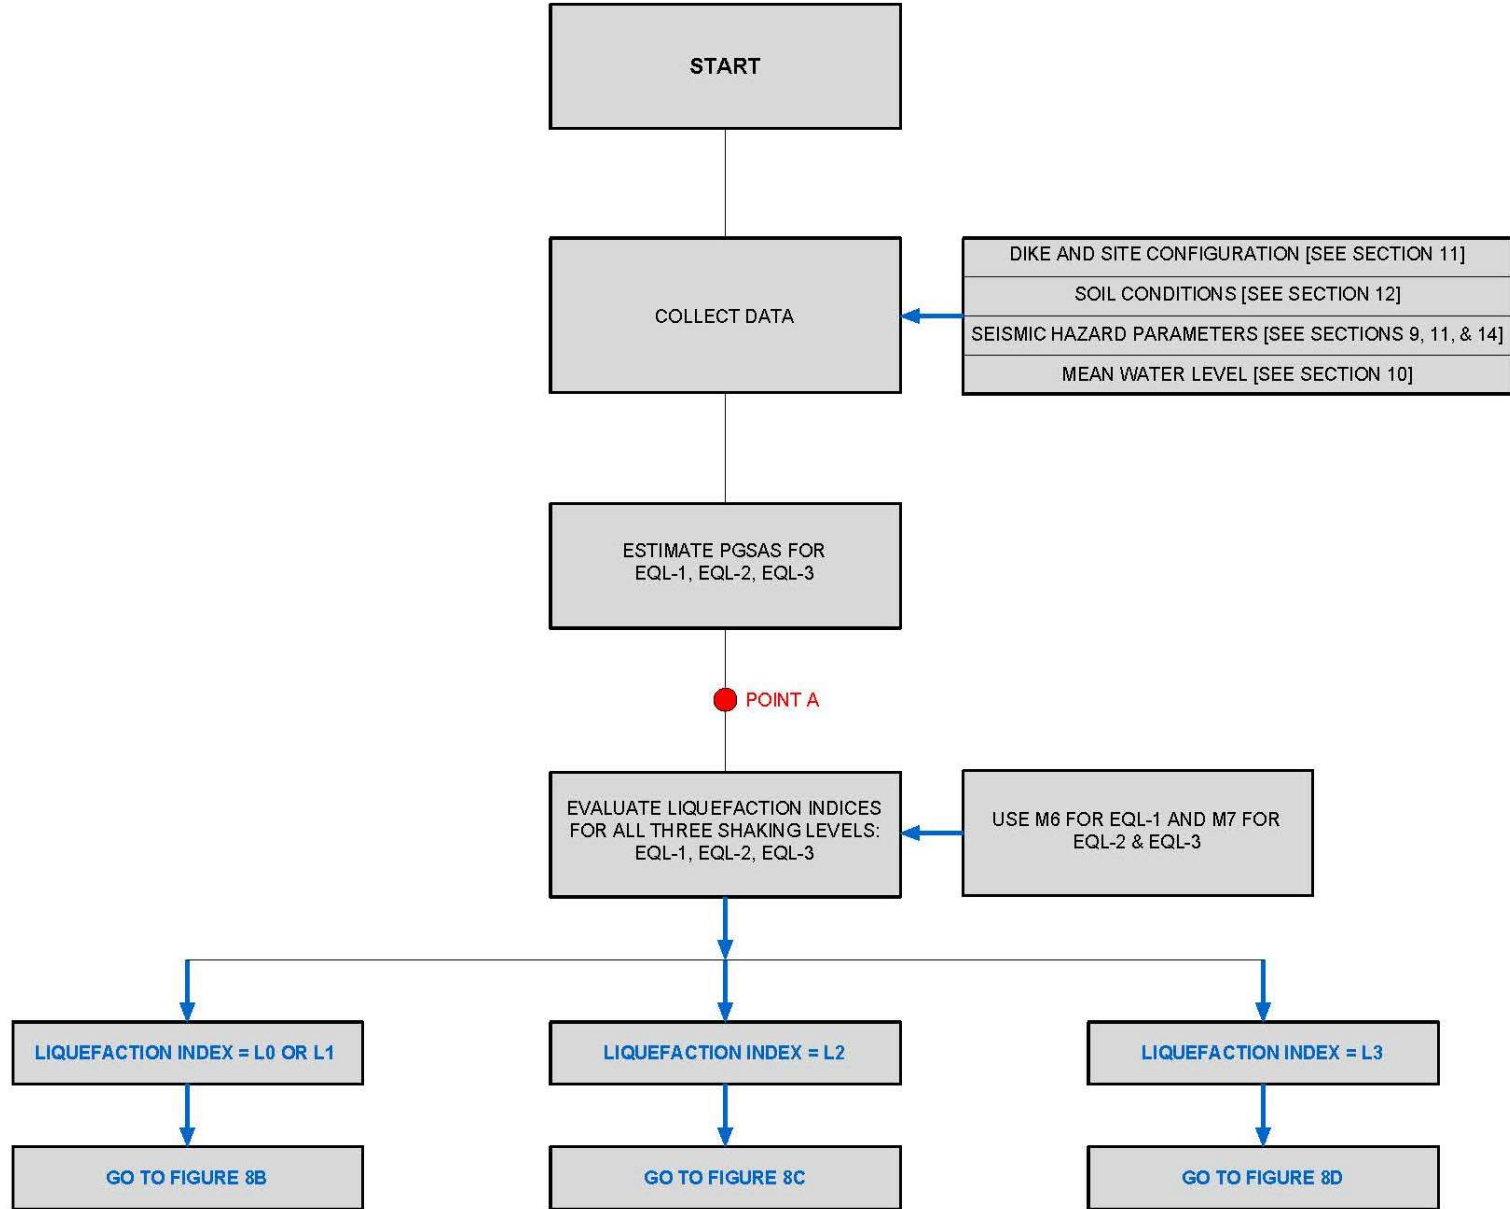 START
COLLECT DATA
DIKE AND SITE CONFIGURATION [SEE SECTION 11]
SOIL CONDITIONS [SEE SECTION 12]
SEISMIC HAZARD PARAMETERS [SEE SECTIONS 9, 11, & 14]
MEAN WATER LEVEL [SEE SECTION 10]
ESTIMATE PGSAS FOR
EQL-1, EQL-2, EQL-3
POINT A
EVALUATE LIQUEFACTION INDICES
FOR ALL THREE SHAKING LEVELS:
EQL-1, EQL-2, EQL-3
USE M6 FOR EQL-1 AND M7 FOR
EQL-2 & EQL-3
LIQUEFACTION INDEX = L0 OR L1
LIQUEFACTION INDEX = L2
LIQUEFACTION INDEX = L3
GO TO FIGURE 8B
GO TO FIGURE 8C
GO TO FIGURE 8D